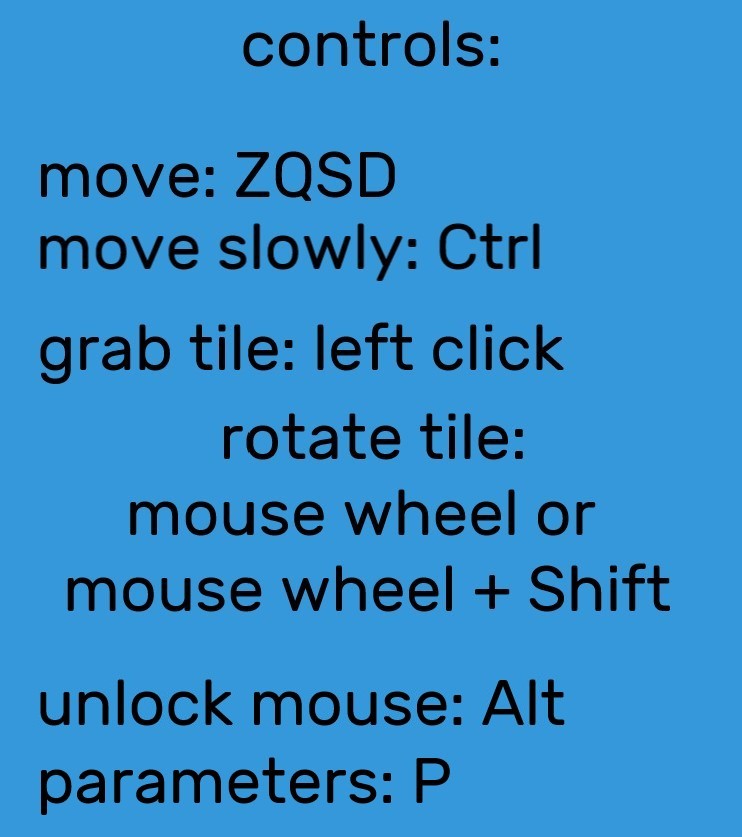 controls:
move: ZQSD
move slowly: Ctrl
grab tile: left click
rotate tile:
mouse wheel or
mouse wheel + Shift
unlock mouse: Alt
parameters: P